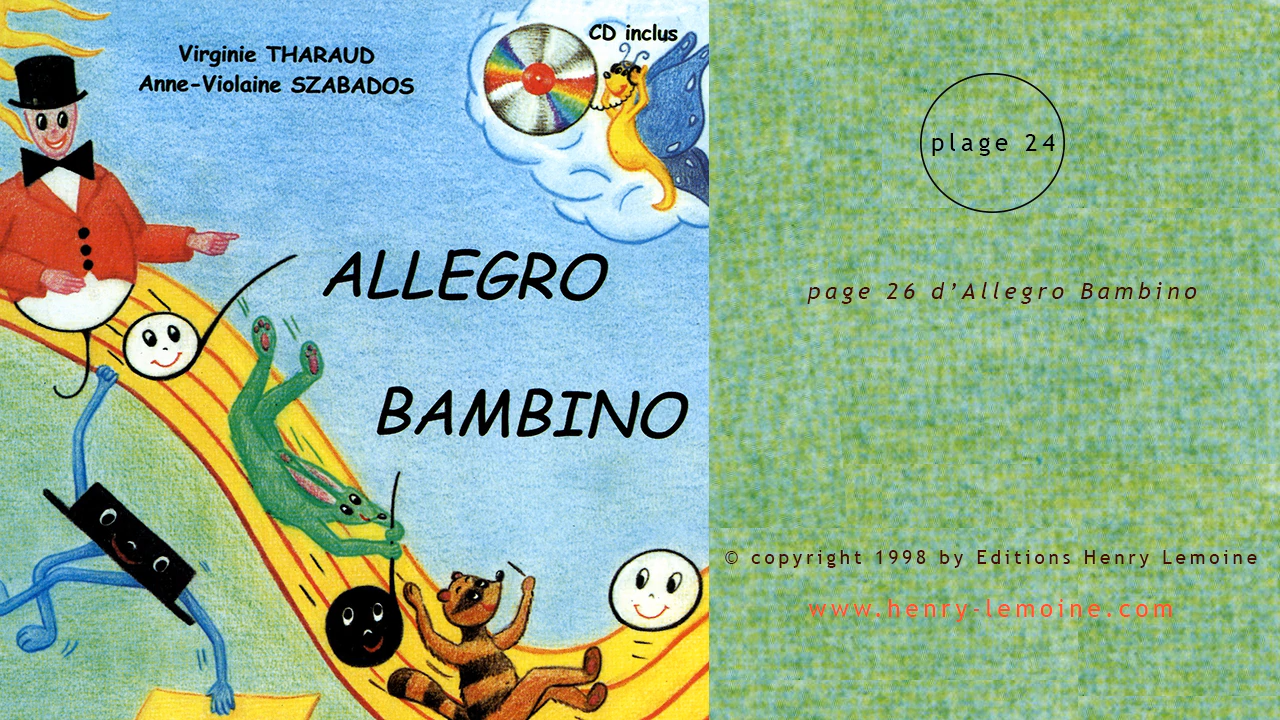 Virginie THARAUD
Anne-Violaine SZABADOS
CD inclus
ALLEGRO
BAMBINO
plage 24
page 26 d’Allegro Bambino
© copyright 1998 by Editions Henry Lemoine
www.henry-lemoine.com